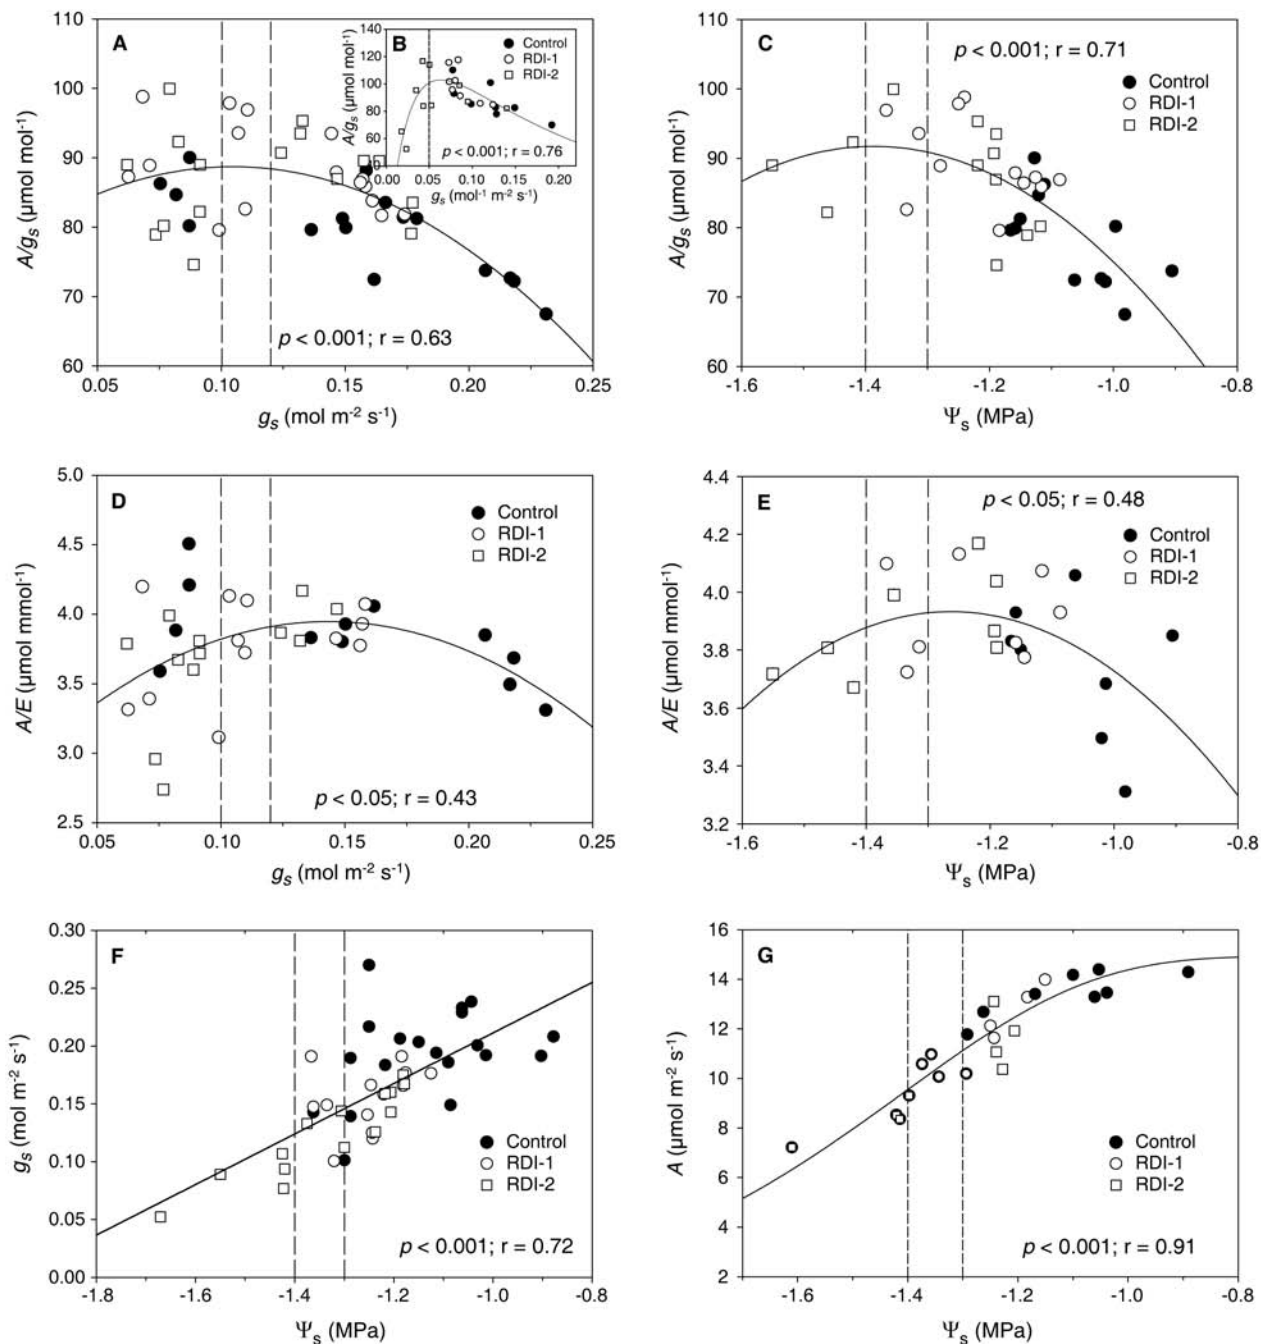 A
B
C
110
100
90
80
70
60
A/gₛ (µmol mol⁻¹)
0.05 0.10 0.15 0.20 0.25
gₛ (mol m⁻² s⁻¹)
p < 0.001; r = 0.63
140
120
100
80
60
40
A/gₛ (µmol mol⁻¹)
Control
RDI-1
RDI-2
p < 0.001; r = 0.76
0.00 0.05 0.10 0.15 0.20
gₛ (mol⁻¹ m⁻² s⁻¹)
p < 0.001; r = 0.71
Control
RDI-1
RDI-2
110
100
90
80
70
60
A/gₛ (µmol mol⁻¹)
-1.6 -1.4 -1.2 -1.0 -0.8
Ψₛ (MPa)
D
Control
RDI-1
RDI-2
5.0
4.5
4.0
3.5
3.0
2.5
A/E (µmol mmol⁻¹)
p < 0.05; r = 0.43
0.05 0.10 0.15 0.20 0.25
gₛ (mol m⁻² s⁻¹)
E
p < 0.05; r = 0.48
Control
RDI-1
RDI-2
4.4
4.2
4.0
3.8
3.6
3.4
3.2
A/E (µmol mmol⁻¹)
-1.6 -1.4 -1.2 -1.0 -0.8
Ψₛ (MPa)
F
0.30
0.25
0.20
0.15
0.10
0.05
0.00
gₛ (mol m⁻² s⁻¹)
Control
RDI-1
RDI-2
p < 0.001; r = 0.72
-1.8 -1.6 -1.4 -1.2 -1.0 -0.8
Ψₛ (MPa)
G
16
14
12
10
8
6
4
2
A (µmol m⁻² s⁻¹)
Control
RDI-1
RDI-2
p < 0.001; r = 0.91
-1.6 -1.4 -1.2 -1.0 -0.8
Ψₛ (MPa)